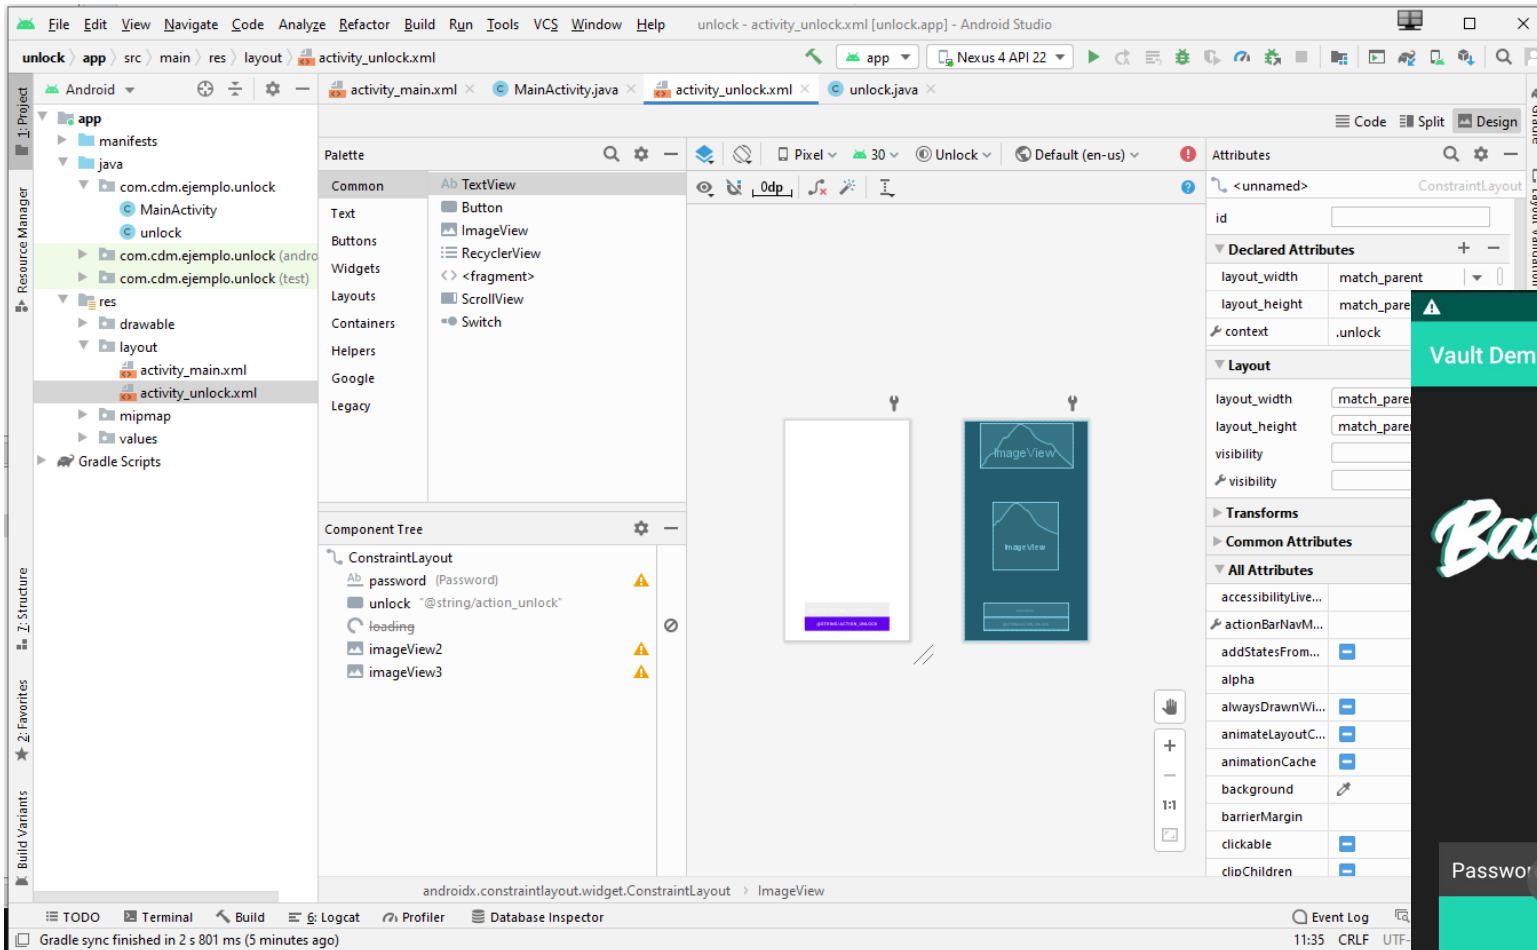 File Edit View Navigate Code Analyze Refactor Build Run Tools VCS Window Help unlock - activity_unlock.xml [unlock.app] - Android Studio
unlock app src main res layout activity_unlock.xml app Nexus 4 API 22
Android activity_main.xml MainActivity.java activity_unlock.xml unlock.java
1: Project
Resource Manager
7: Structure
2: Favorites
Build Variants
app
manifests
java
com.cdm.ejemplo.unlock
MainActivity
unlock
com.cdm.ejemplo.unlock (andro
com.cdm.ejemplo.unlock (test)
res
drawable
layout
activity_main.xml
activity_unlock.xml
mipmap
values
Gradle Scripts
Code Split Design
Palette
Common
Text
Buttons
Widgets
Layouts
Containers
Helpers
Google
Legacy
Ab TextView
Button
ImageView
RecyclerView
<> <fragment>
ScrollView
Switch
Component Tree
ConstraintLayout
Ab password (Password)
unlock "@string/action_unlock"
loading
imageView2
imageView3
Pixel 30 Unlock Default (en-us)
0dp
@STRING/ACTION_UNLOCK
ImageView
ImageView
1:1
Attributes
<unnamed> ConstraintLayout
id
Declared Attributes
layout_width match_parent
layout_height match_pare
context .unlock
Layout
layout_width match_pare
layout_height match_pare
visibility
visibility
Transforms
Common Attributes
All Attributes
accessibilityLive...
actionBarNavM...
addStatesFrom...
alpha
alwaysDrawnWi...
animateLayoutC...
animationCache
background
barrierMargin
clickable
clipChildren
Gradle
Layout Validation
Vault Dem
Bas
Passwor
androidx.constraintlayout.widget.ConstraintLayout > ImageView
TODO Terminal Build 6: Logcat Profiler Database Inspector Event Log
Gradle sync finished in 2 s 801 ms (5 minutes ago) 11:35 CRLF UTF-